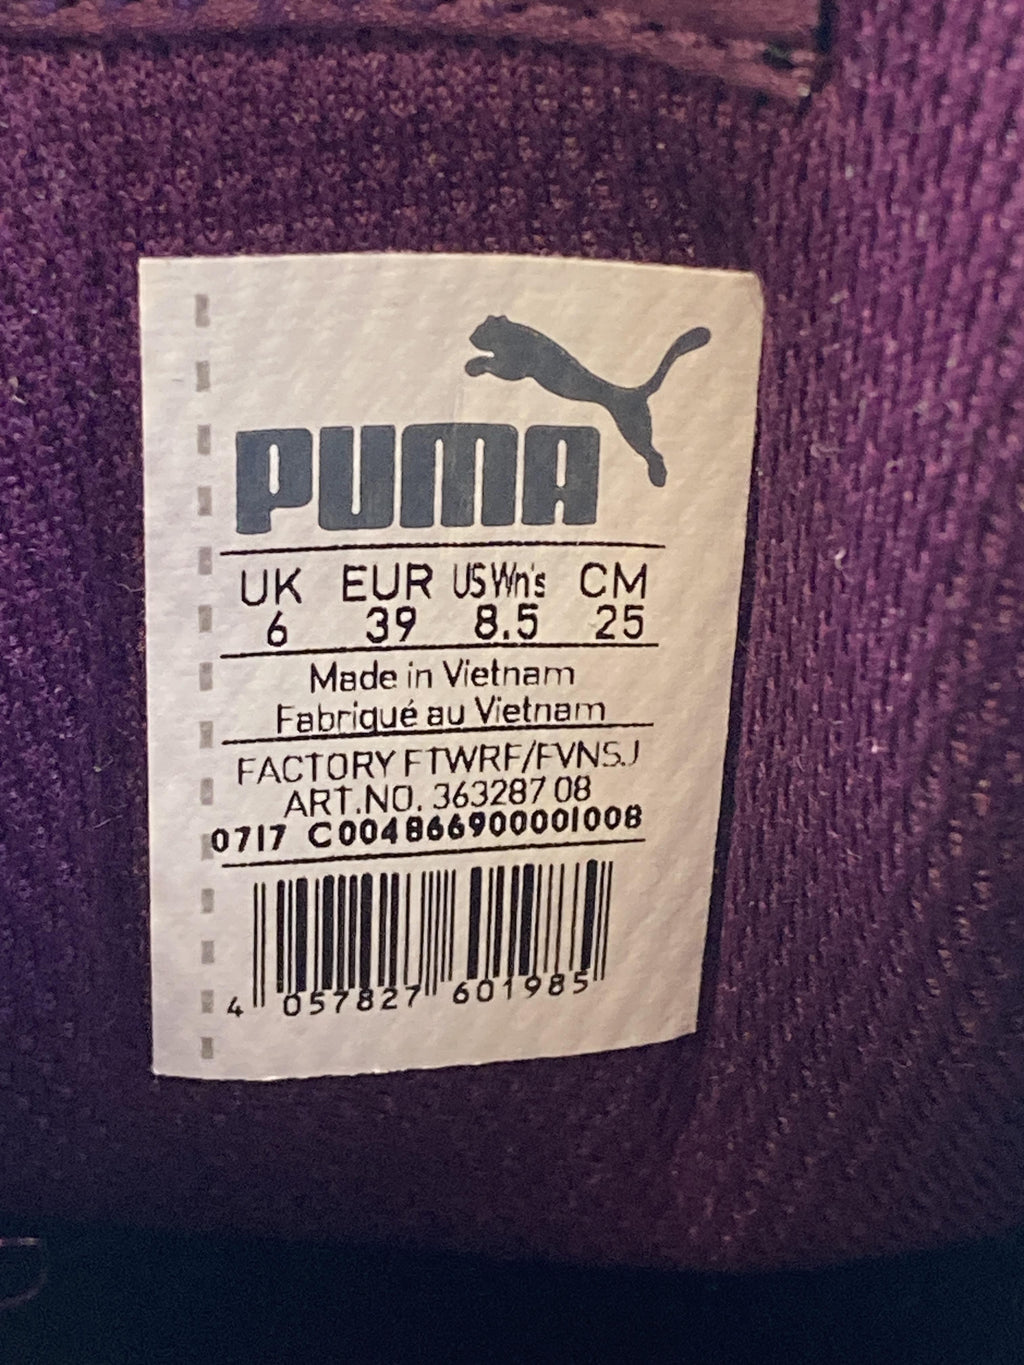 PUMA
UK EUR US Wn's CM
6 39 8.5 25
Made in Vietnam
Fabriqué au Vietnam
FACTORY FTWRF/FVNSJ
ART.NO. 363287 08
0717 C004866900001008
4 057827 601985